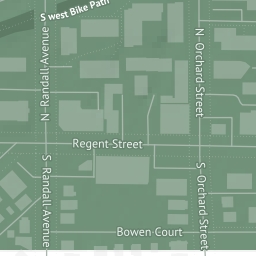 S west Bike Path
N Randall Avenue
N Orchard Street
Regent Street
S Randall Avenue
S Orchard Street
Bowen Court